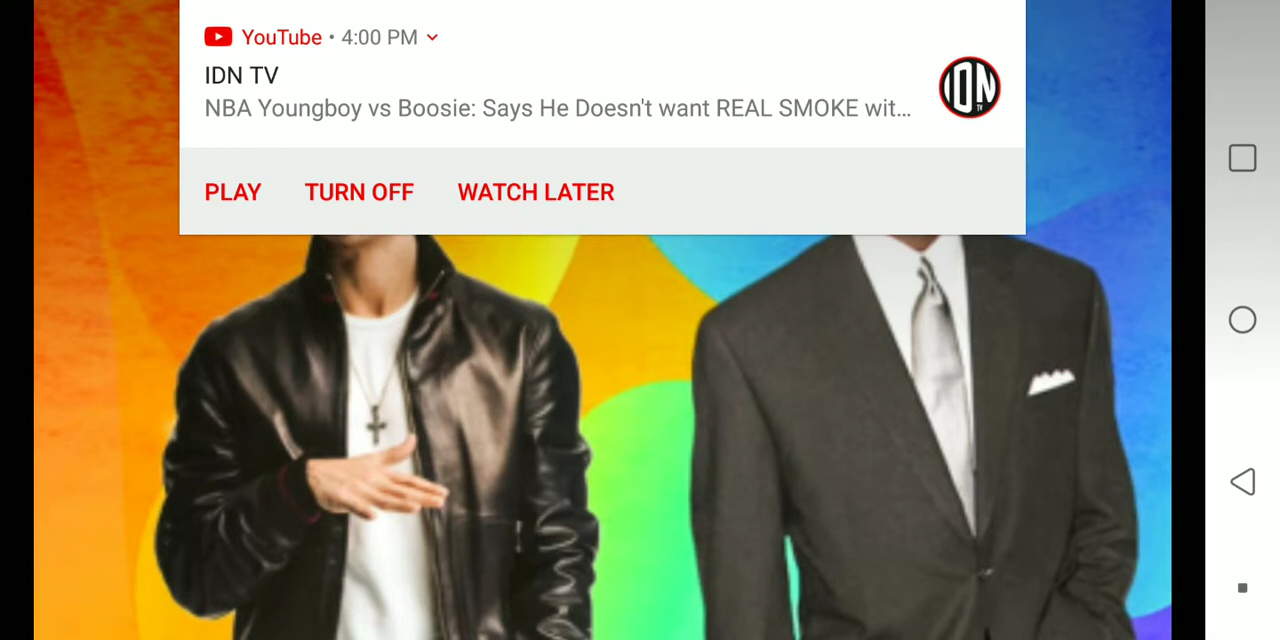 YouTube • 4:00 PM
IDN TV
NBA Youngboy vs Boosie: Says He Doesn't want REAL SMOKE wit...
IDN
TV
PLAY TURN OFF WATCH LATER